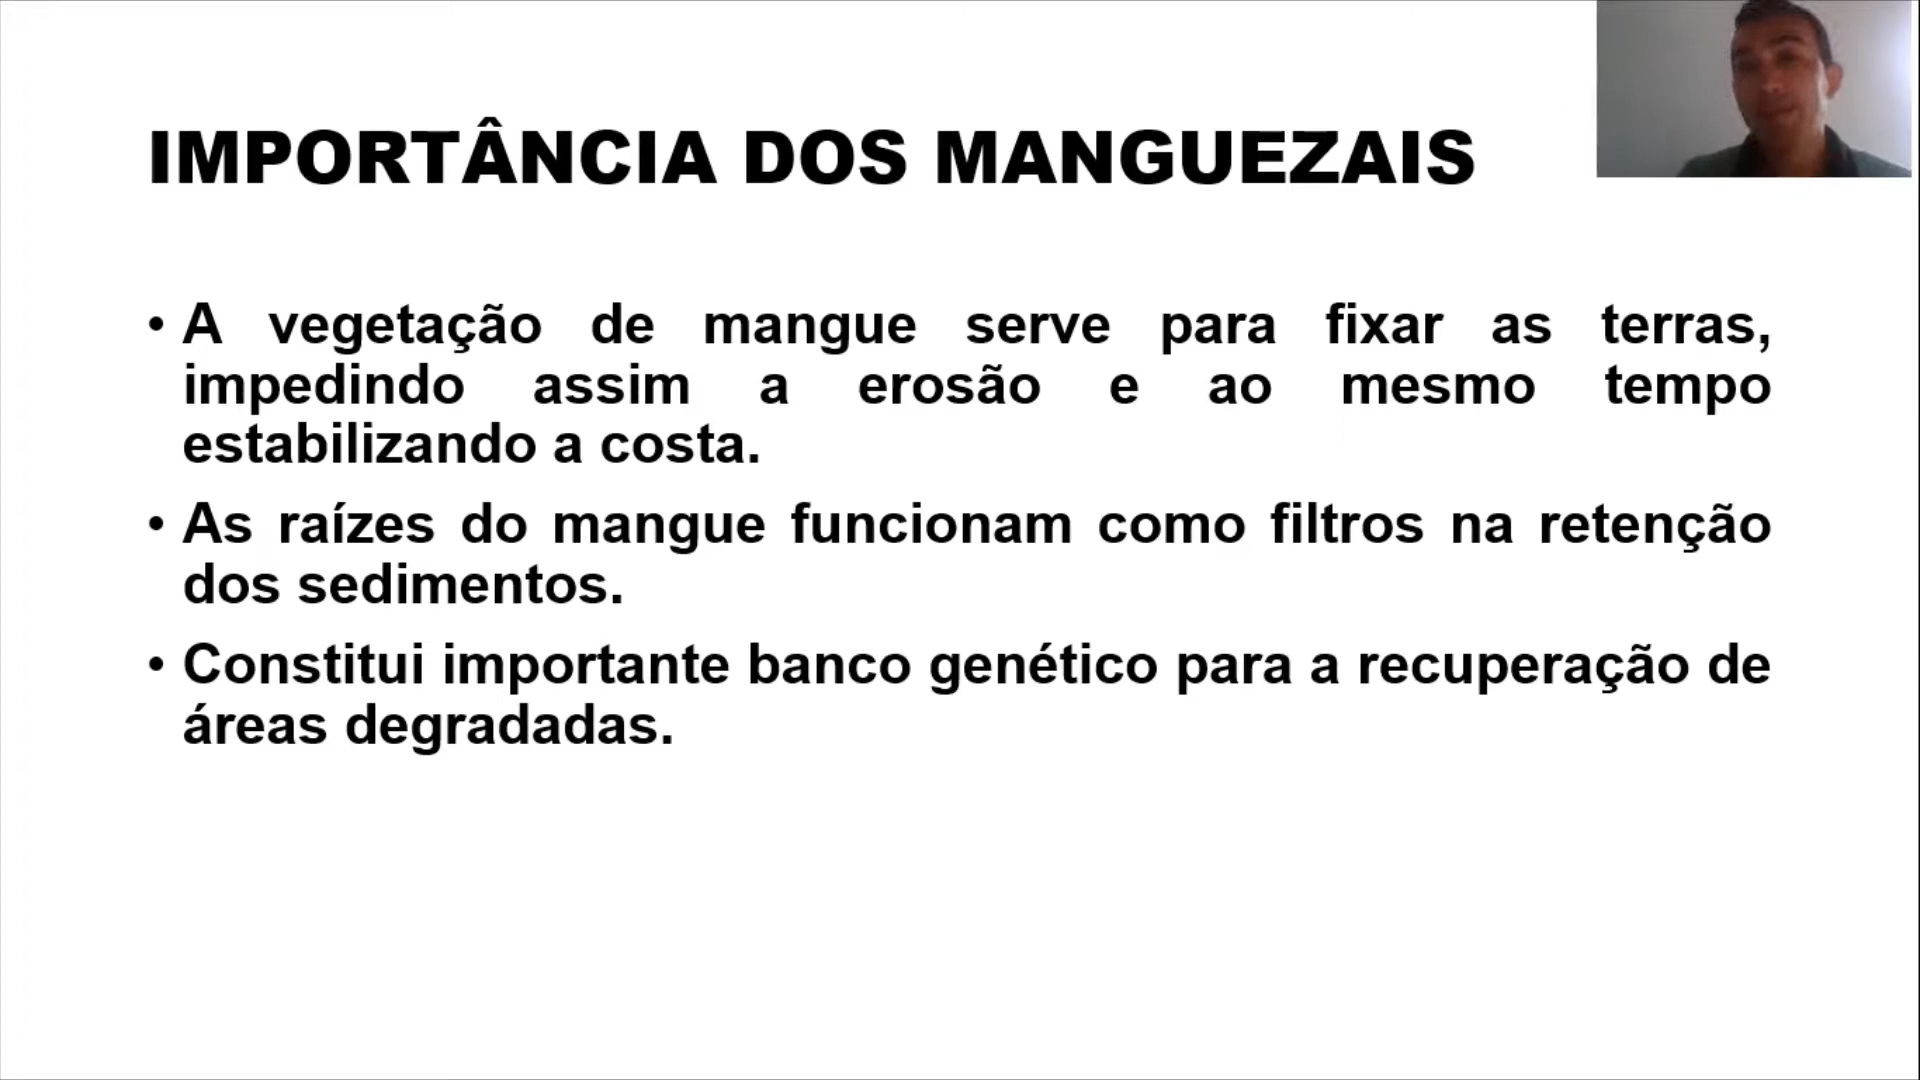 IMPORTÂNCIA DOS MANGUEZAIS
• A vegetação de mangue serve para fixar as terras,
impedindo assim a erosão e ao mesmo tempo
estabilizando a costa.
• As raízes do mangue funcionam como filtros na retenção
dos sedimentos.
• Constitui importante banco genético para a recuperação de
áreas degradadas.